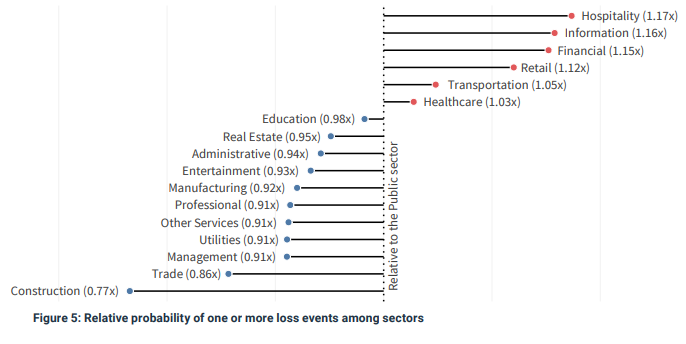 Hospitality (1.17x)
Information (1.16x)
Financial (1.15x)
Retail (1.12x)
Transportation (1.05x)
Healthcare (1.03x)
Education (0.98x)
Real Estate (0.95x)
Administrative (0.94x)
Entertainment (0.93x)
Manufacturing (0.92x)
Professional (0.91x)
Other Services (0.91x)
Utilities (0.91x)
Management (0.91x)
Trade (0.86x)
Construction (0.77x)
Relative to the Public sector
Figure 5: Relative probability of one or more loss events among sectors